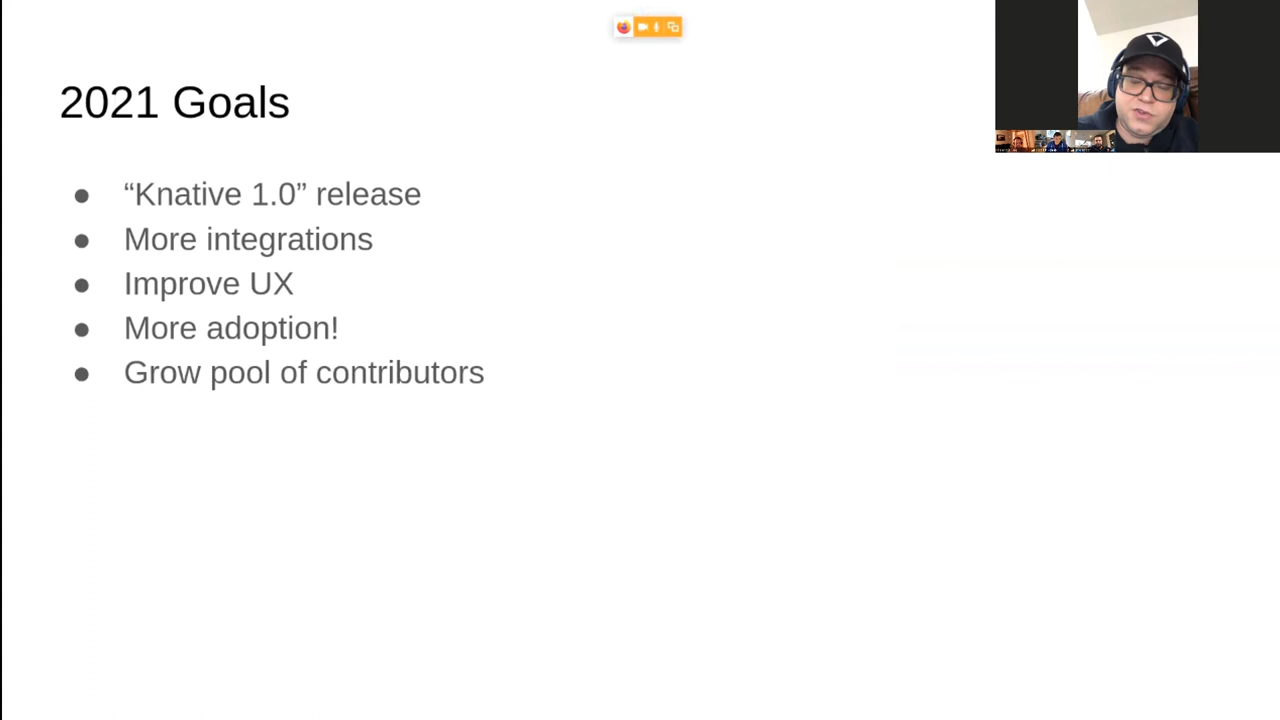 2021 Goals
● “Knative 1.0” release
● More integrations
● Improve UX
● More adoption!
● Grow pool of contributors